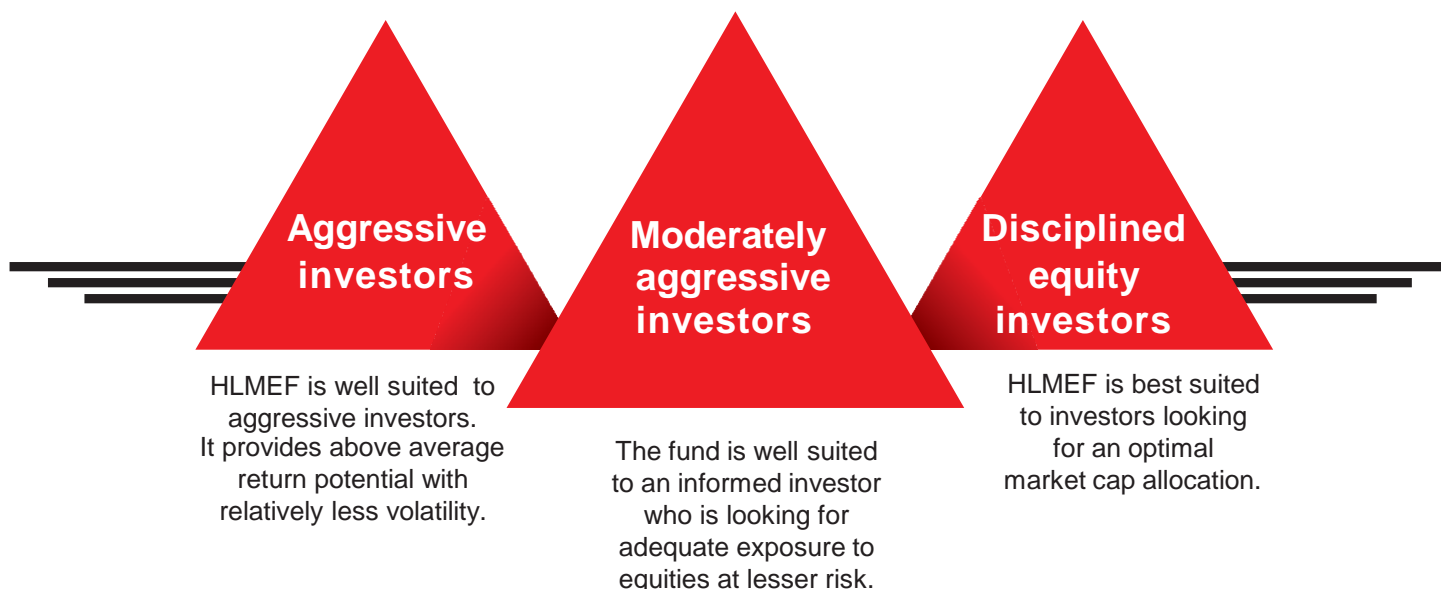 Aggressive
investors
HLMEF is well suited to
aggressive investors.
It provides above average
return potential with
relatively less volatility.
Moderately
aggressive
investors
The fund is well suited
to an informed investor
who is looking for
adequate exposure to
equities at lesser risk.
Disciplined
equity
investors
HLMEF is best suited
to investors looking
for an optimal
market cap allocation.